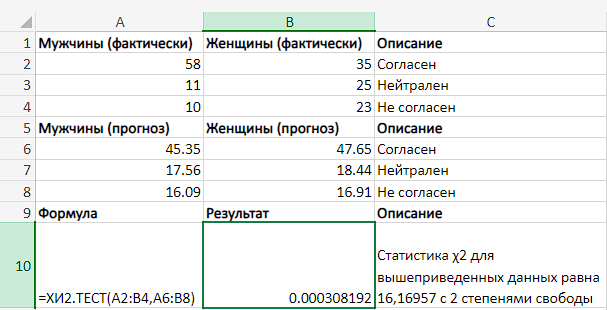 A B C
1 Мужчины (фактически) Женщины (фактически) Описание
2 58 35 Согласен
3 11 25 Нейтрален
4 10 23 Не согласен
5 Мужчины (прогноз) Женщины (прогноз) Описание
6 45.35 47.65 Согласен
7 17.56 18.44 Нейтрален
8 16.09 16.91 Не согласен
9 Формула Результат Описание
Статистика χ2 для
10 вышеприведенных данных равна
=ХИ2.ТЕСТ(A2:B4,A6:B8) 0.000308192 16,16957 с 2 степенями свободы